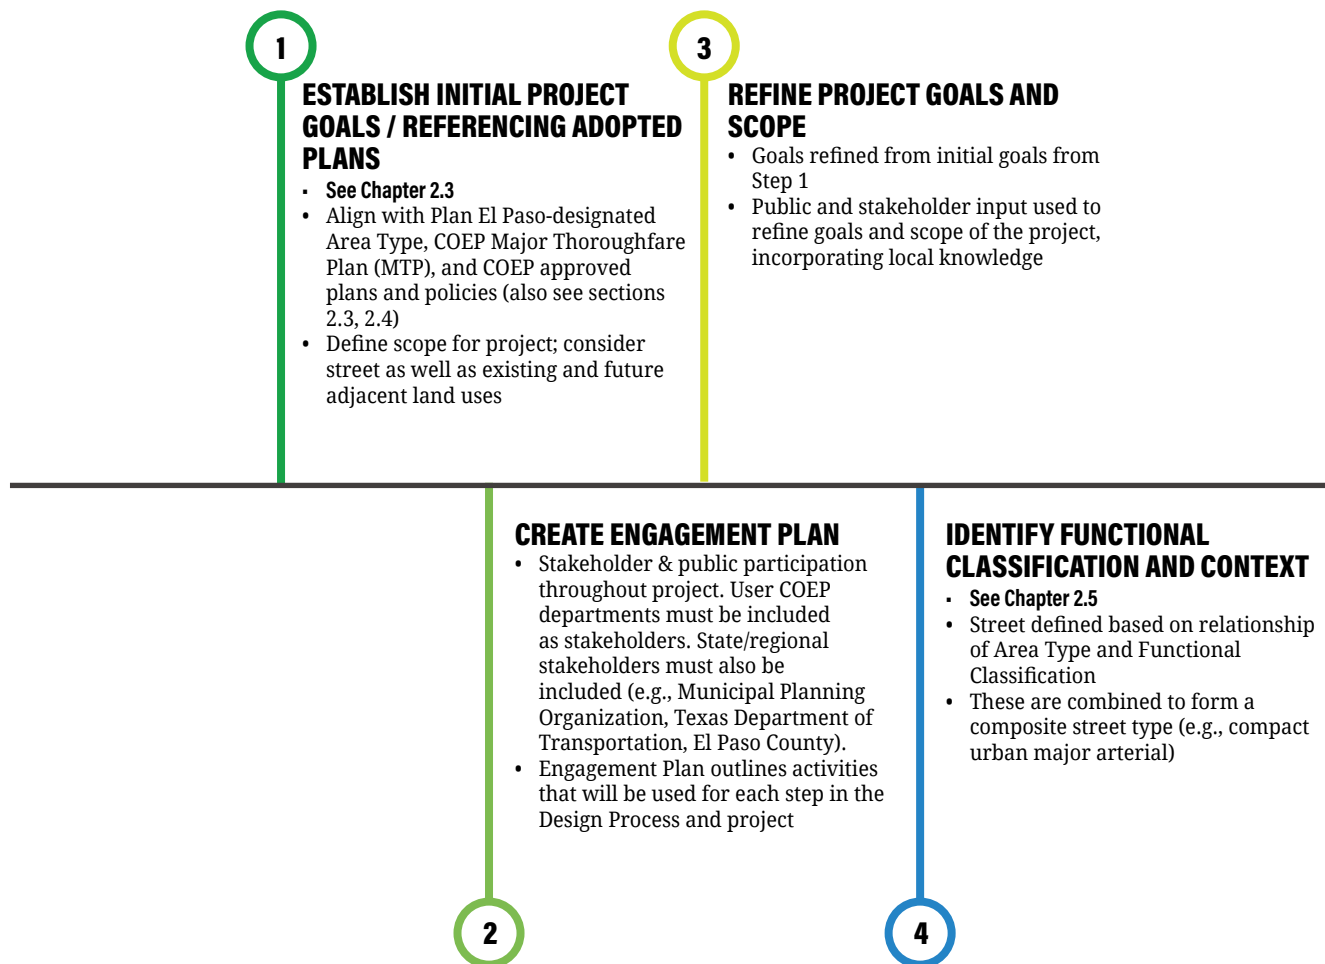 1
ESTABLISH INITIAL PROJECT
GOALS / REFERENCING ADOPTED
PLANS
• See Chapter 2.3
• Align with Plan El Paso-designated
Area Type, COEP Major Thoroughfare
Plan (MTP), and COEP approved
plans and policies (also see sections
2.3, 2.4)
• Define scope for project; consider
street as well as existing and future
adjacent land uses
2
CREATE ENGAGEMENT PLAN
• Stakeholder & public participation
throughout project. User COEP
departments must be included
as stakeholders. State/regional
stakeholders must also be
included (e.g., Municipal Planning
Organization, Texas Department of
Transportation, El Paso County).
• Engagement Plan outlines activities
that will be used for each step in the
Design Process and project
3
REFINE PROJECT GOALS AND
SCOPE
• Goals refined from initial goals from
Step 1
• Public and stakeholder input used to
refine goals and scope of the project,
incorporating local knowledge
4
IDENTIFY FUNCTIONAL
CLASSIFICATION AND CONTEXT
• See Chapter 2.5
• Street defined based on relationship
of Area Type and Functional
Classification
• These are combined to form a
composite street type (e.g., compact
urban major arterial)